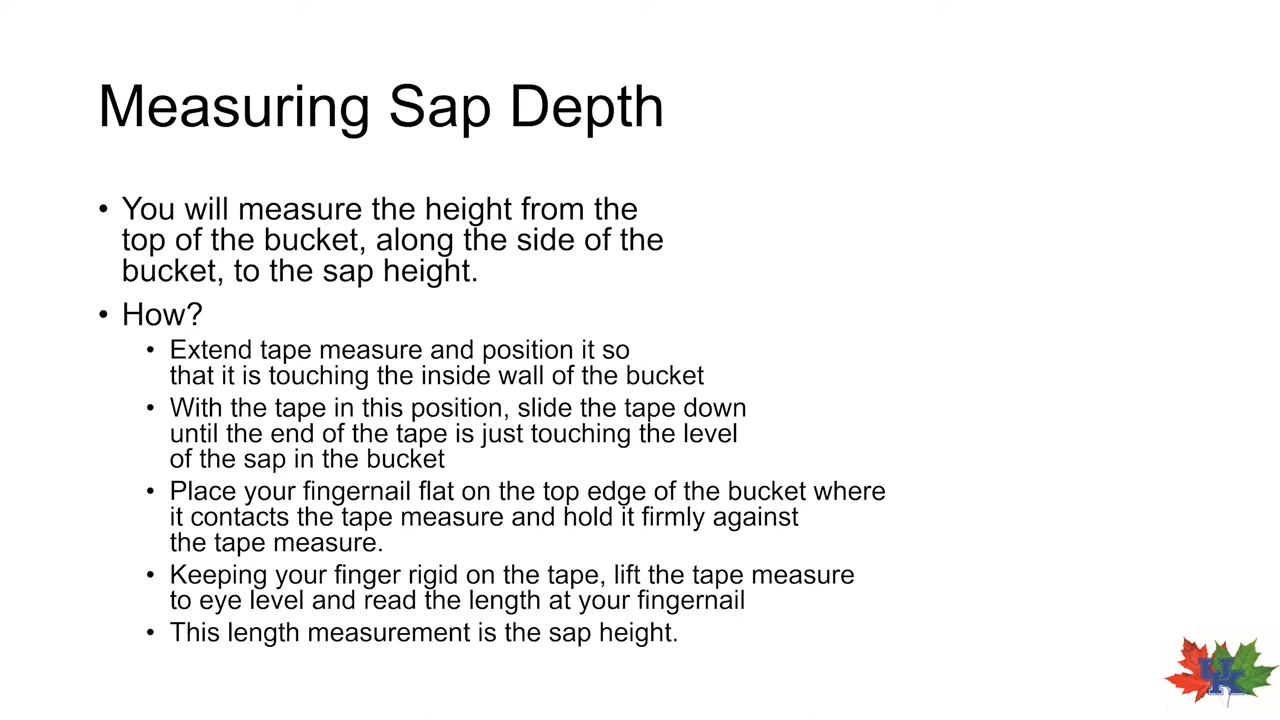 Measuring Sap Depth
• You will measure the height from the
top of the bucket, along the side of the
bucket, to the sap height.
• How?
• Extend tape measure and position it so
that it is touching the inside wall of the bucket
• With the tape in this position, slide the tape down
until the end of the tape is just touching the level
of the sap in the bucket
• Place your fingernail flat on the top edge of the bucket where
it contacts the tape measure and hold it firmly against
the tape measure.
• Keeping your finger rigid on the tape, lift the tape measure
to eye level and read the length at your fingernail
• This length measurement is the sap height.
UK